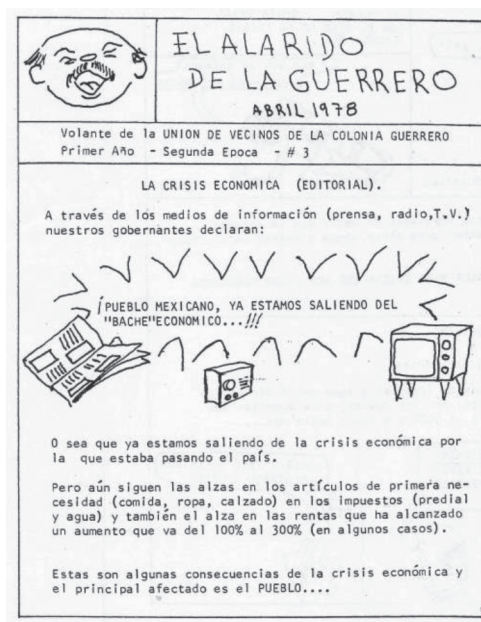 EL ALARIDO
DE LA GUERRERO
ABRIL 1978
Volante de la UNION DE VECINOS DE LA COLONIA GUERRERO
Primer Año - Segunda Epoca - # 3
LA CRISIS ECONOMICA (EDITORIAL).
A través de los medios de información (prensa, radio,T.V.)
nuestros gobernantes declaran:
¡PUEBLO MEXICANO, YA ESTAMOS SALIENDO DEL
"BACHE"ECONOMICO...!!!
O sea que ya estamos saliendo de la crisis económica por
la que estaba pasando el país.
Pero aún siguen las alzas en los artículos de primera ne-
cesidad (comida, ropa, calzado) en los impuestos (predial
y agua) y también el alza en las rentas que ha alcanzado
un aumento que va del 100% al 300% (en algunos casos).
Estas son algunas consecuencias de la crisis económica y
el principal afectado es el PUEBLO....